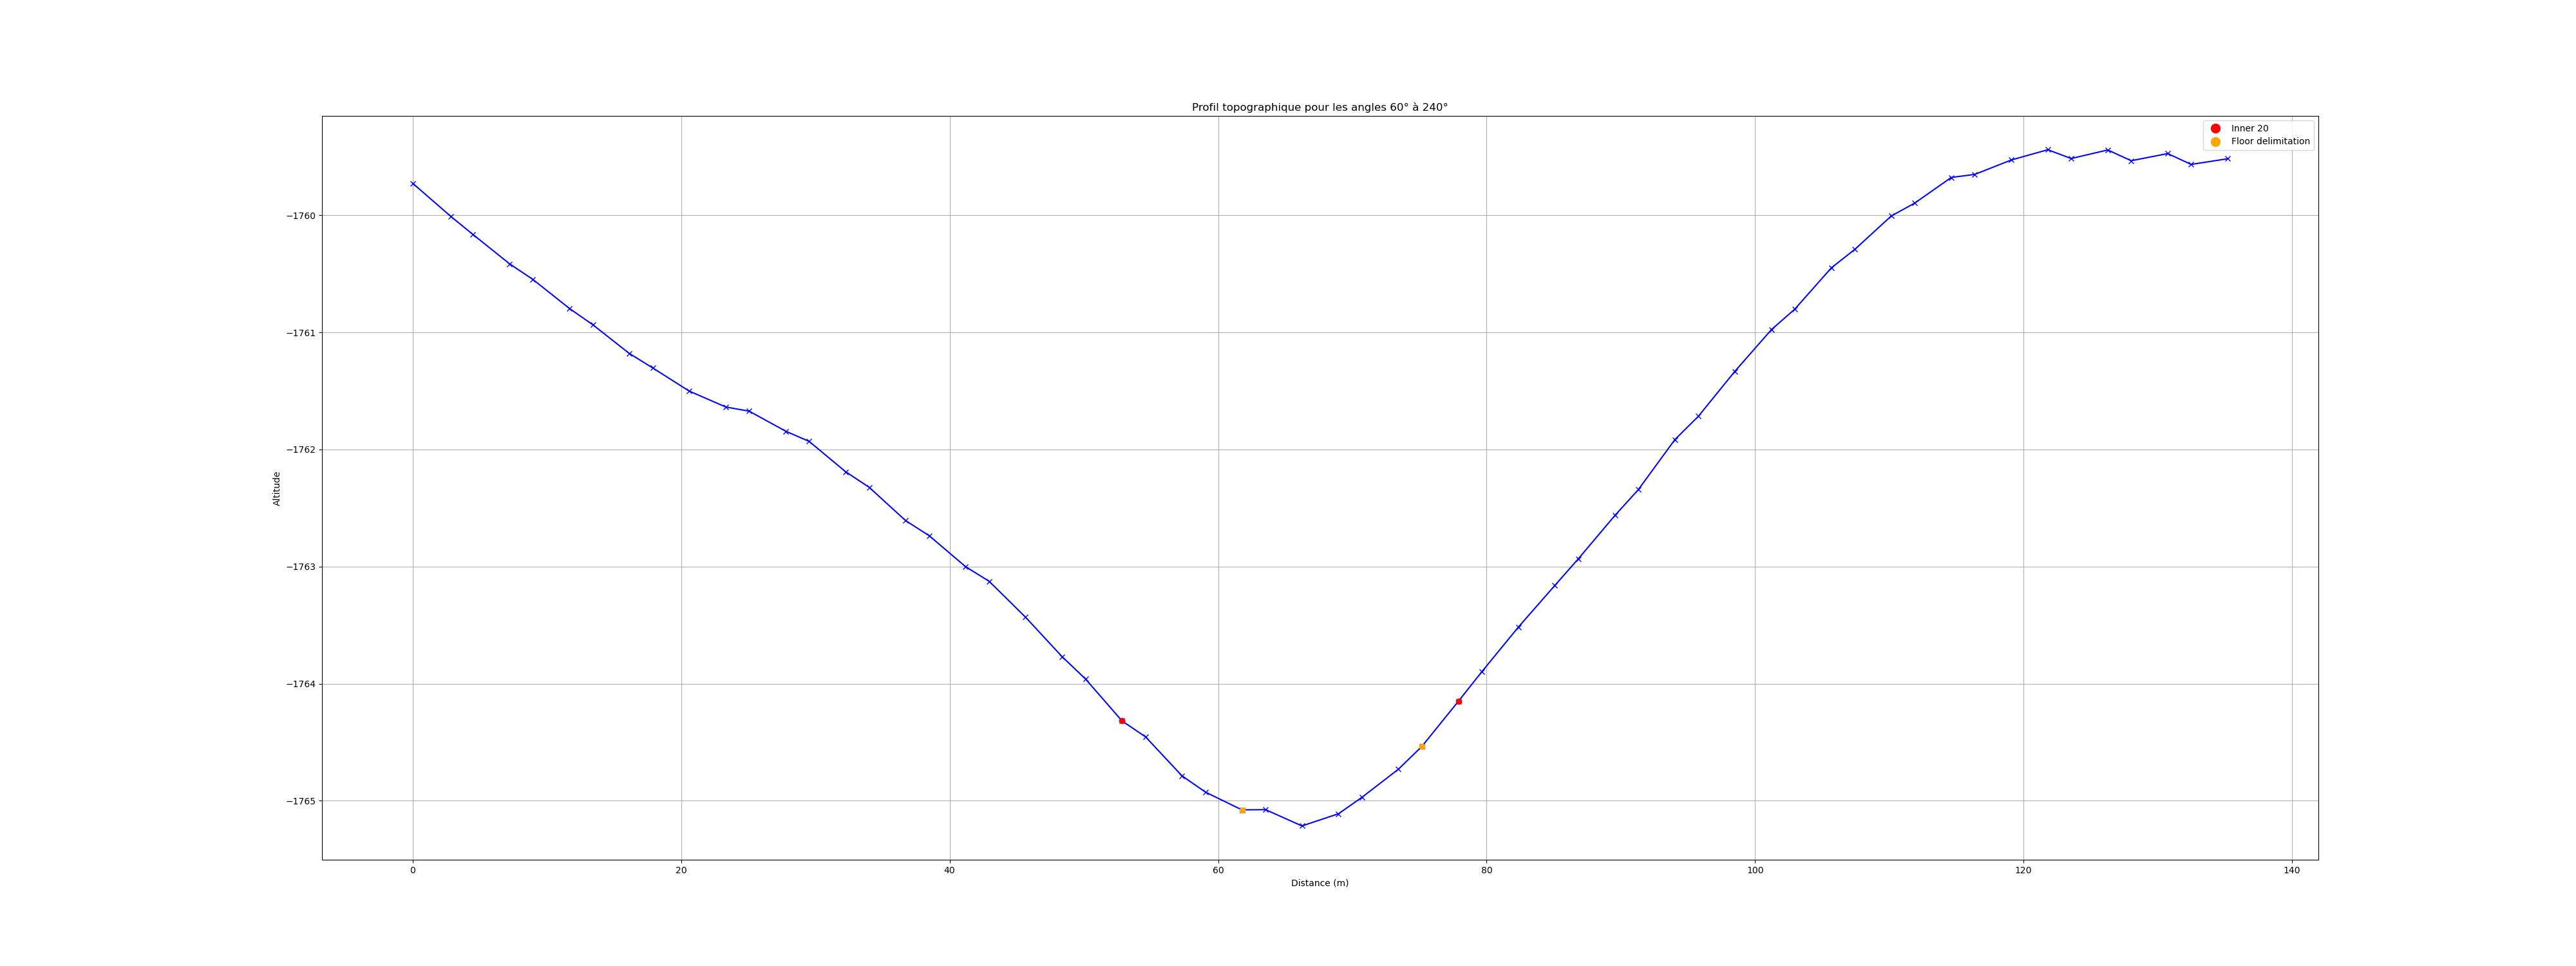 Profil topographique pour les angles 60° à 240°
Inner 20
Floor delimitation
Altitude
−1760
−1761
−1762
−1763
−1764
−1765
0
20
40
60
80
100
120
140
Distance (m)